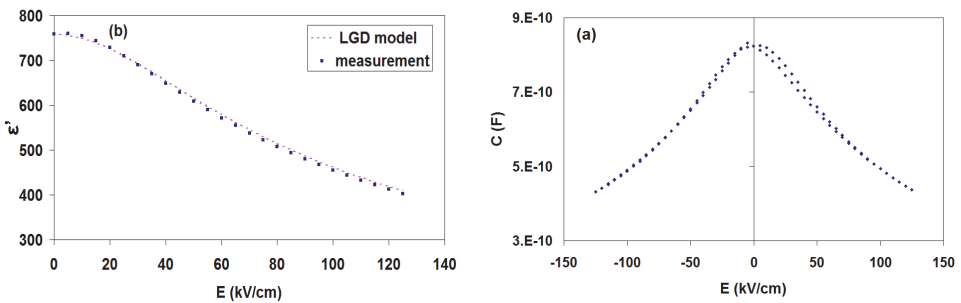 (b)
LGD model
measurement
800
700
600
500
400
300
ε'
0 20 40 60 80 100 120 140
E (kV/cm)
(a)
9.E-10
7.E-10
5.E-10
3.E-10
C (F)
-150 -100 -50 0 50 100 150
E (kV/cm)